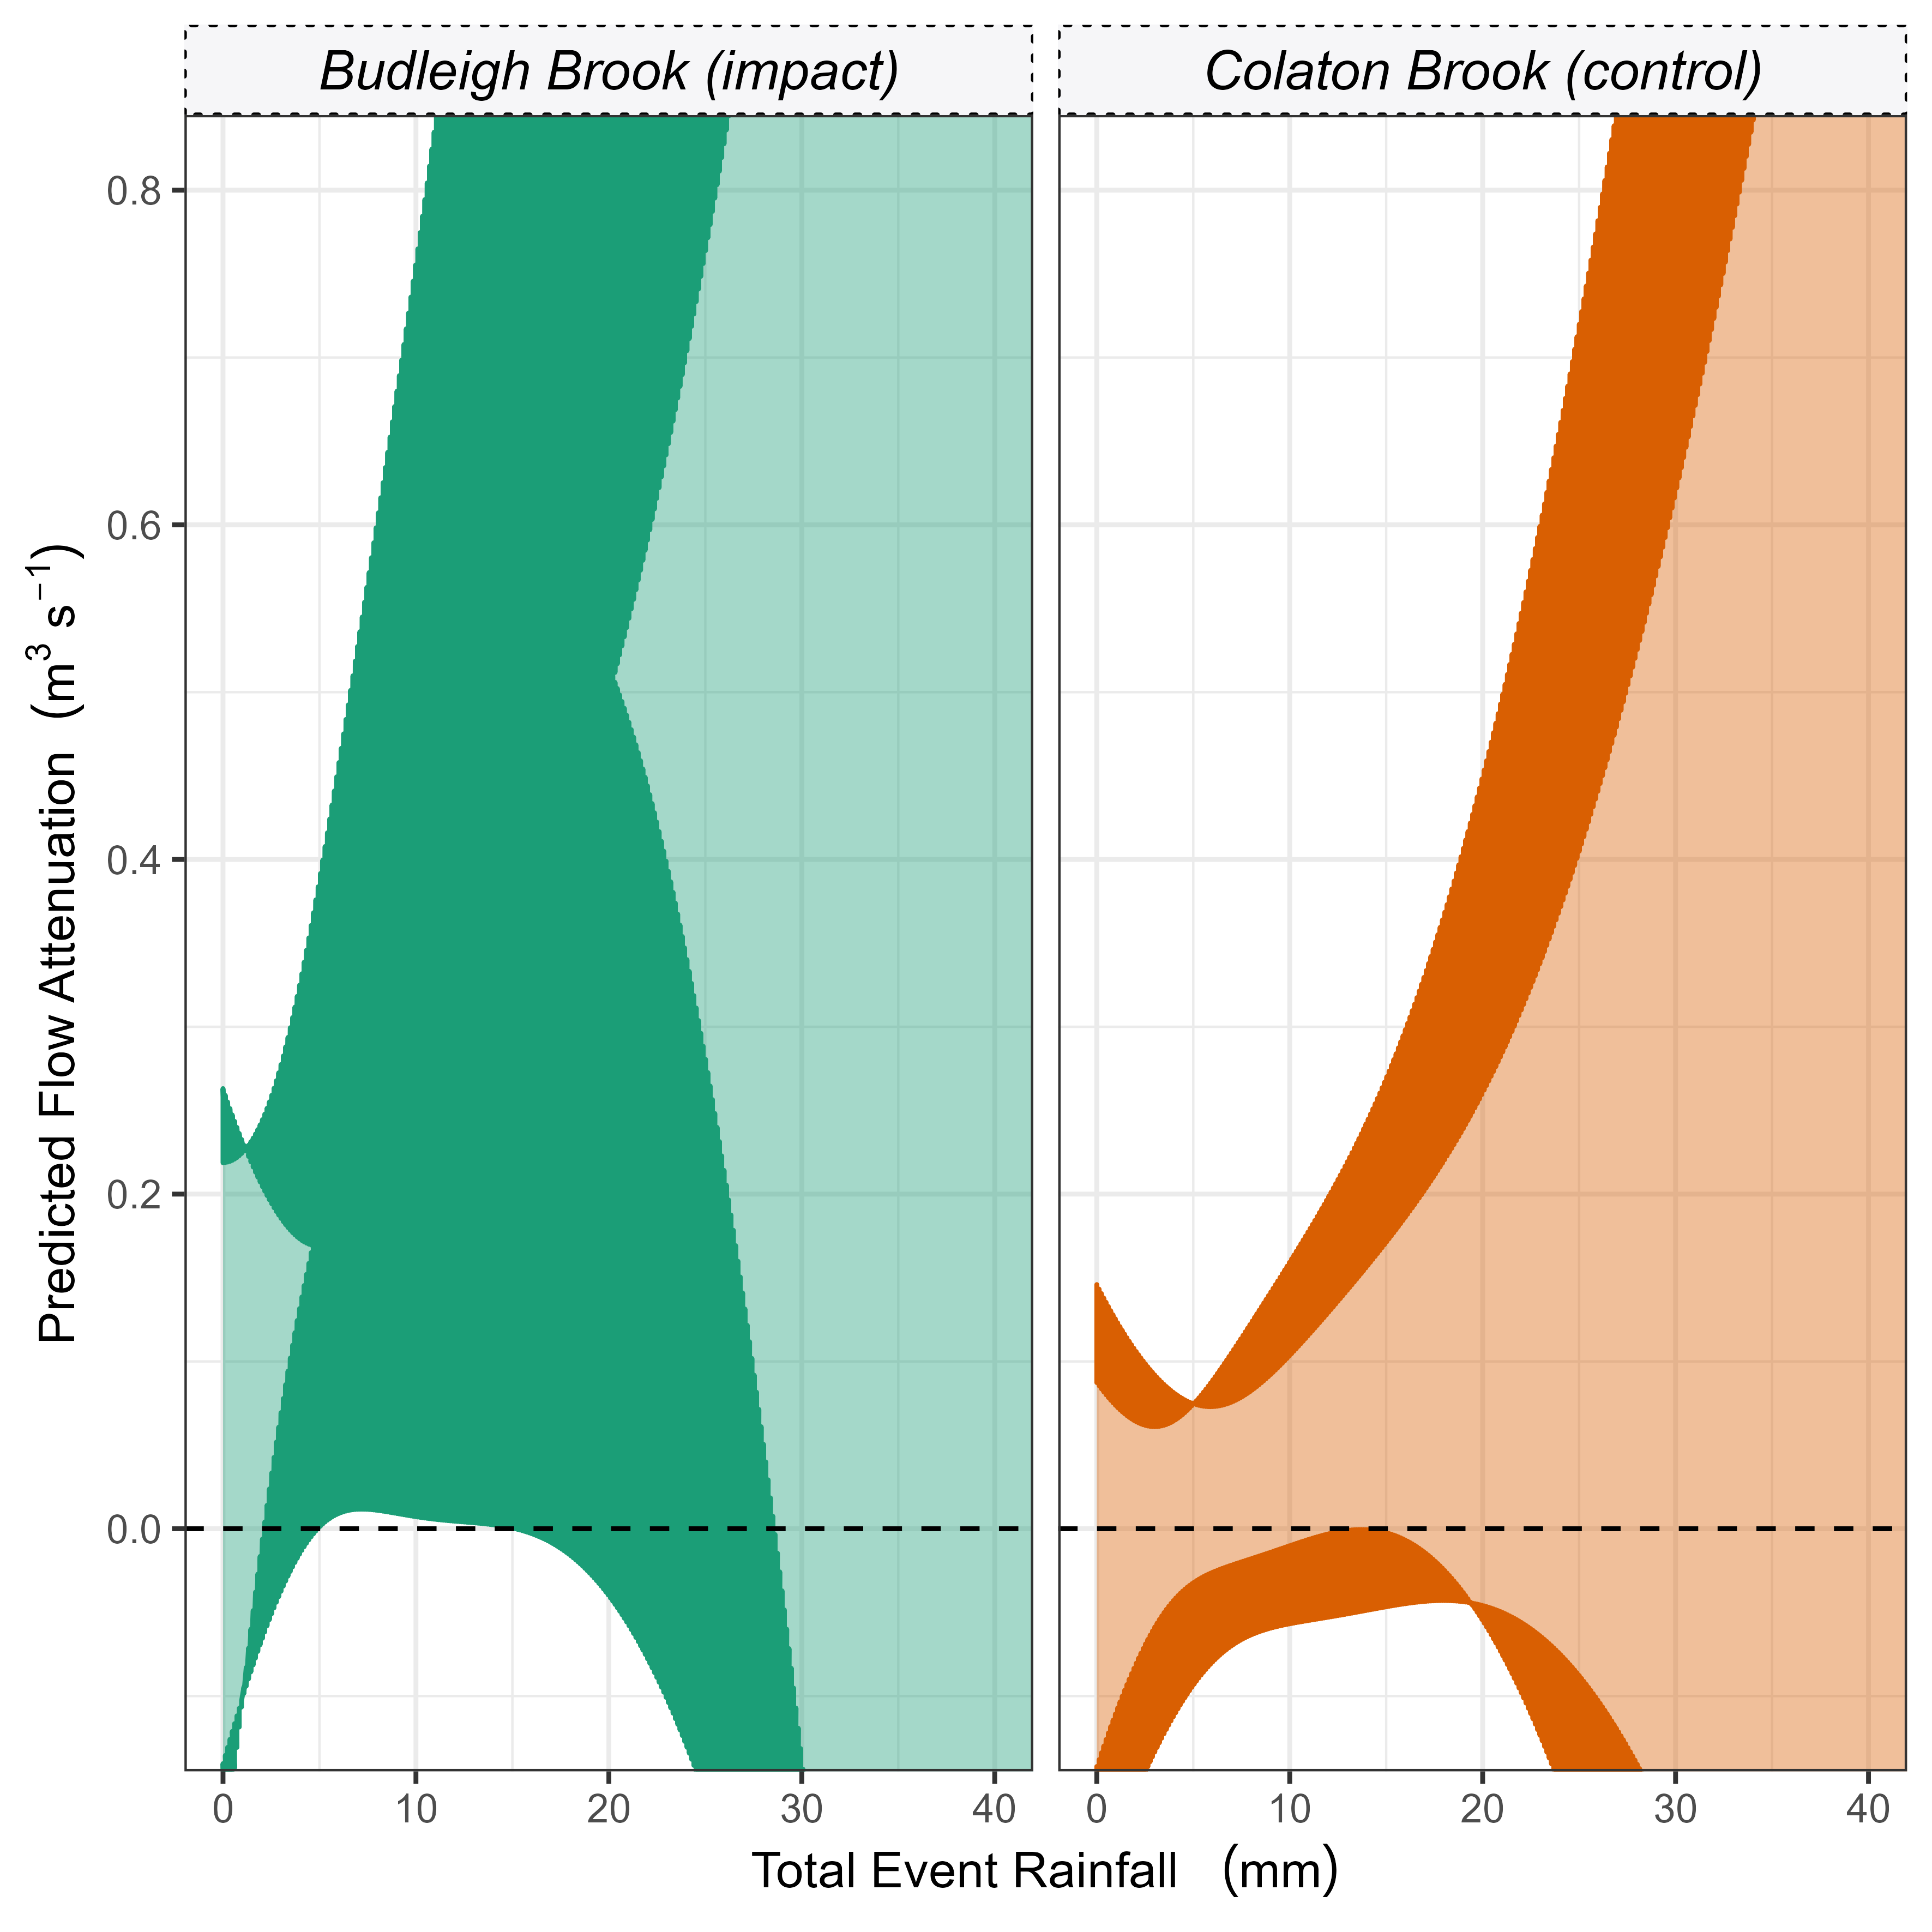 Budleigh Brook (impact)
Colaton Brook (control)
Predicted Flow Attenuation (m³ s⁻¹)
0.8
0.6
0.4
0.2
0.0
0 10 20 30 40
0 10 20 30 40
Total Event Rainfall (mm)